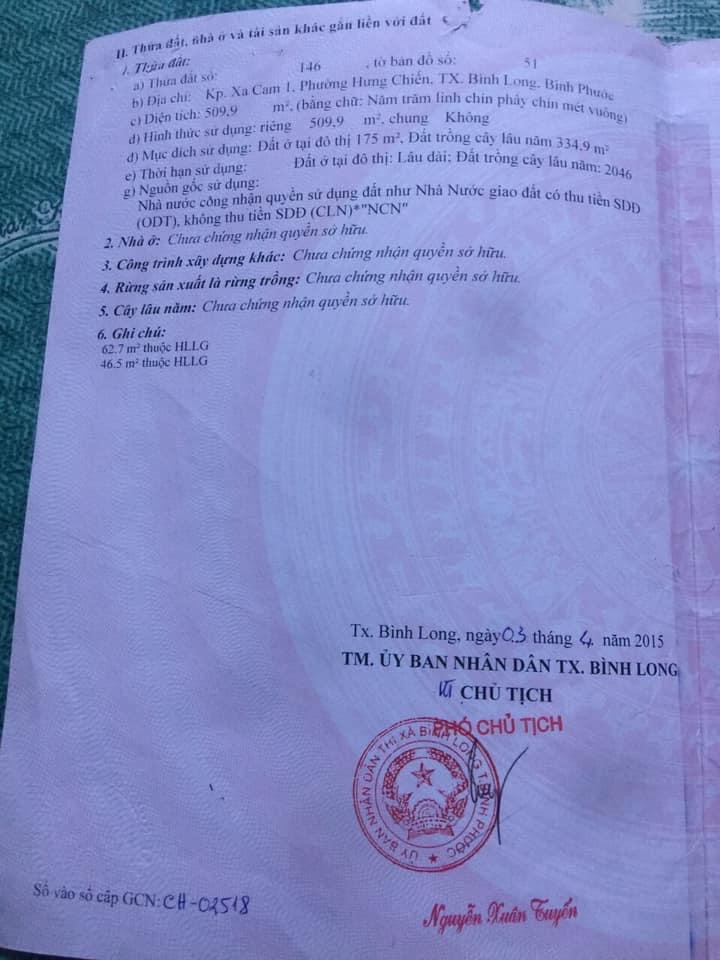 II. Thửa đất, nhà ở và tài sản khác gắn liền với đất
1. Thửa đất:
a) Thửa đất số: 146 , tờ bản đồ số: 51
b) Địa chỉ: Kp. Xa Cam 1, Phường Hưng Chiến, TX. Bình Long, Bình Phước
c) Diện tích: 509,9 m², (bằng chữ: Năm trăm linh chín phẩy chín mét vuông)
d) Hình thức sử dụng: riêng 509,9 m², chung Không
đ) Mục đích sử dụng: Đất ở tại đô thị 175 m², Đất trồng cây lâu năm 334,9 m²
e) Thời hạn sử dụng: Đất ở tại đô thị: Lâu dài; Đất trồng cây lâu năm: 2046
g) Nguồn gốc sử dụng:
Nhà nước công nhận quyền sử dụng đất như Nhà Nước giao đất có thu tiền SDĐ
(ODT), không thu tiền SDĐ (CLN)*"NCN"
2. Nhà ở: Chưa chứng nhận quyền sở hữu.
3. Công trình xây dựng khác: Chưa chứng nhận quyền sở hữu.
4. Rừng sản xuất là rừng trồng: Chưa chứng nhận quyền sở hữu.
5. Cây lâu năm: Chưa chứng nhận quyền sở hữu.
6. Ghi chú:
62.7 m² thuộc HLLG
46.5 m² thuộc HLLG
Tx. Bình Long, ngày 03 tháng 4 năm 2015
TM. ỦY BAN NHÂN DÂN TX. BÌNH LONG
KT CHỦ TỊCH
PHÓ CHỦ TỊCH
ỦY BAN NHÂN DÂN THỊ XÃ BÌNH LONG T. BÌNH PHƯỚC
Số vào sổ cấp GCN: CH-02518
Nguyễn Xuân Tuyến